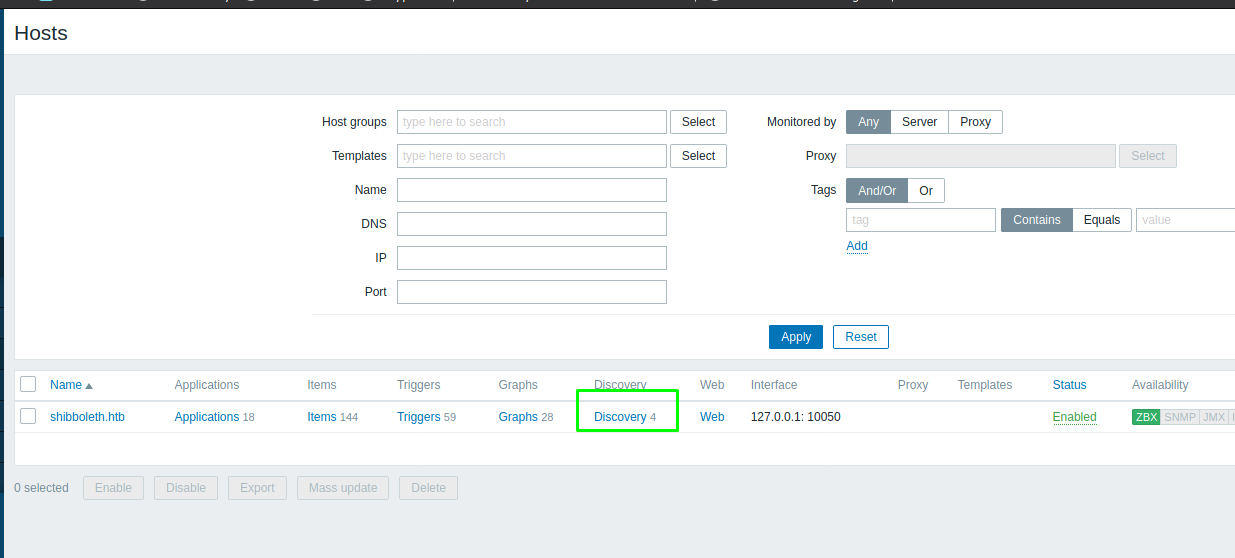 Hosts
Host groups type here to search Select Monitored by Any Server Proxy
Templates type here to search Select Proxy Select
Name Tags And/Or Or
DNS tag Contains Equals value
IP Add
Port
Apply Reset
Name Applications Items Triggers Graphs Discovery Web Interface Proxy Templates Status Availability
shibboleth.htb Applications 18 Items 144 Triggers 59 Graphs 28 Discovery 4 Web 127.0.0.1: 10050 Enabled ZBX SNMP JMX
0 selected Enable Disable Export Mass update Delete